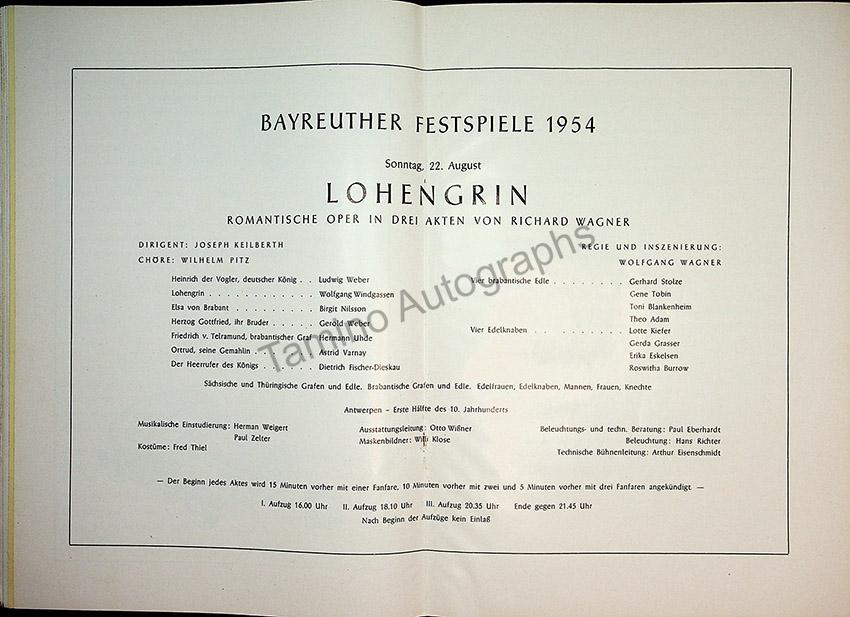 BAYREUTHER FESTSPIELE 1954
Sonntag, 22. August
LOHENGRIN
ROMANTISCHE OPER IN DREI AKTEN VON RICHARD WAGNER
DIRIGENT: JOSEPH KEILBERTH
CHÖRE: WILHELM PITZ
REGIE UND INSZENIERUNG:
WOLFGANG WAGNER
Heinrich der Vogler, deutscher König . . Ludwig Weber
Lohengrin . . . . . . . . . . . . Wolfgang Windgassen
Elsa von Brabant . . . . . . . . . Birgit Nilsson
Herzog Gottfried, ihr Bruder . . . . . Gerold Weber
Friedrich v. Telramund, brabantischer Graf Hermann Uhde
Ortrud, seine Gemahlin . . . . . . Astrid Varnay
Der Heerrufer des Königs . . . . . . Dietrich Fischer-Dieskau
Vier brabantische Edle . . . . . . . . Gerhard Stolze
Gene Tobin
Toni Blankenheim
Theo Adam
Vier Edelknaben . . . . . . . . . . Lotte Kiefer
Gerda Grasser
Erika Eskelsen
Roswitha Burrow
Sächsische und Thüringische Grafen und Edle. Brabantische Grafen und Edle. Edelfrauen, Edelknaben, Mannen, Frauen, Knechte
Antwerpen - Erste Hälfte des 10. Jahrhunderts
Musikalische Einstudierung: Herman Weigert
Paul Zelter
Kostüme: Fred Thiel
Ausstattungsleitung: Otto Wißner
Maskenbildner: Willi Klose
Beleuchtungs- und techn. Beratung: Paul Eberhardt
Beleuchtung: Hans Richter
Technische Bühnenleitung: Arthur Eisenschmidt
— Der Beginn jedes Aktes wird 15 Minuten vorher mit einer Fanfare, 10 Minuten vorher mit zwei und 5 Minuten vorher mit drei Fanfaren angekündigt —
I. Aufzug 16.00 Uhr II. Aufzug 18.10 Uhr III. Aufzug 20.35 Uhr Ende gegen 21.45 Uhr
Nach Beginn der Aufzüge kein Einlaß
Tamino Autographs